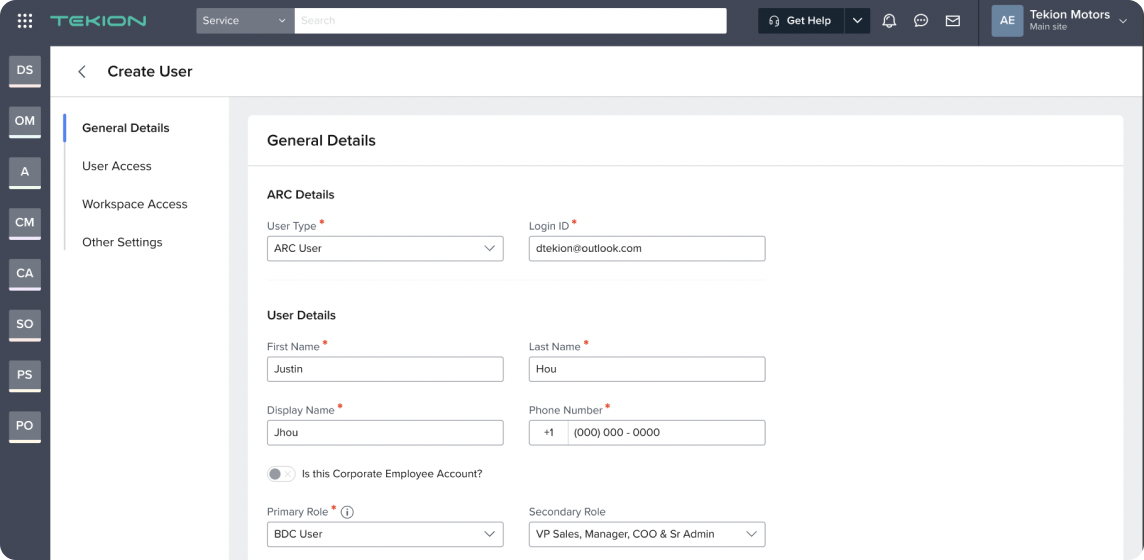 TEKION
Service
Search
Get Help
AE
Tekion Motors
Main site
DS
OM
A
CM
CA
SO
PS
PO
Create User
General Details
User Access
Workspace Access
Other Settings
General Details
ARC Details
User Type *
Login ID *
ARC User
dtekion@outlook.com
User Details
First Name *
Last Name *
Justin
Hou
Display Name *
Phone Number *
Jhou
+1 (000) 000 - 0000
Is this Corporate Employee Account?
Primary Role *
Secondary Role
BDC User
VP Sales, Manager, COO & Sr Admin